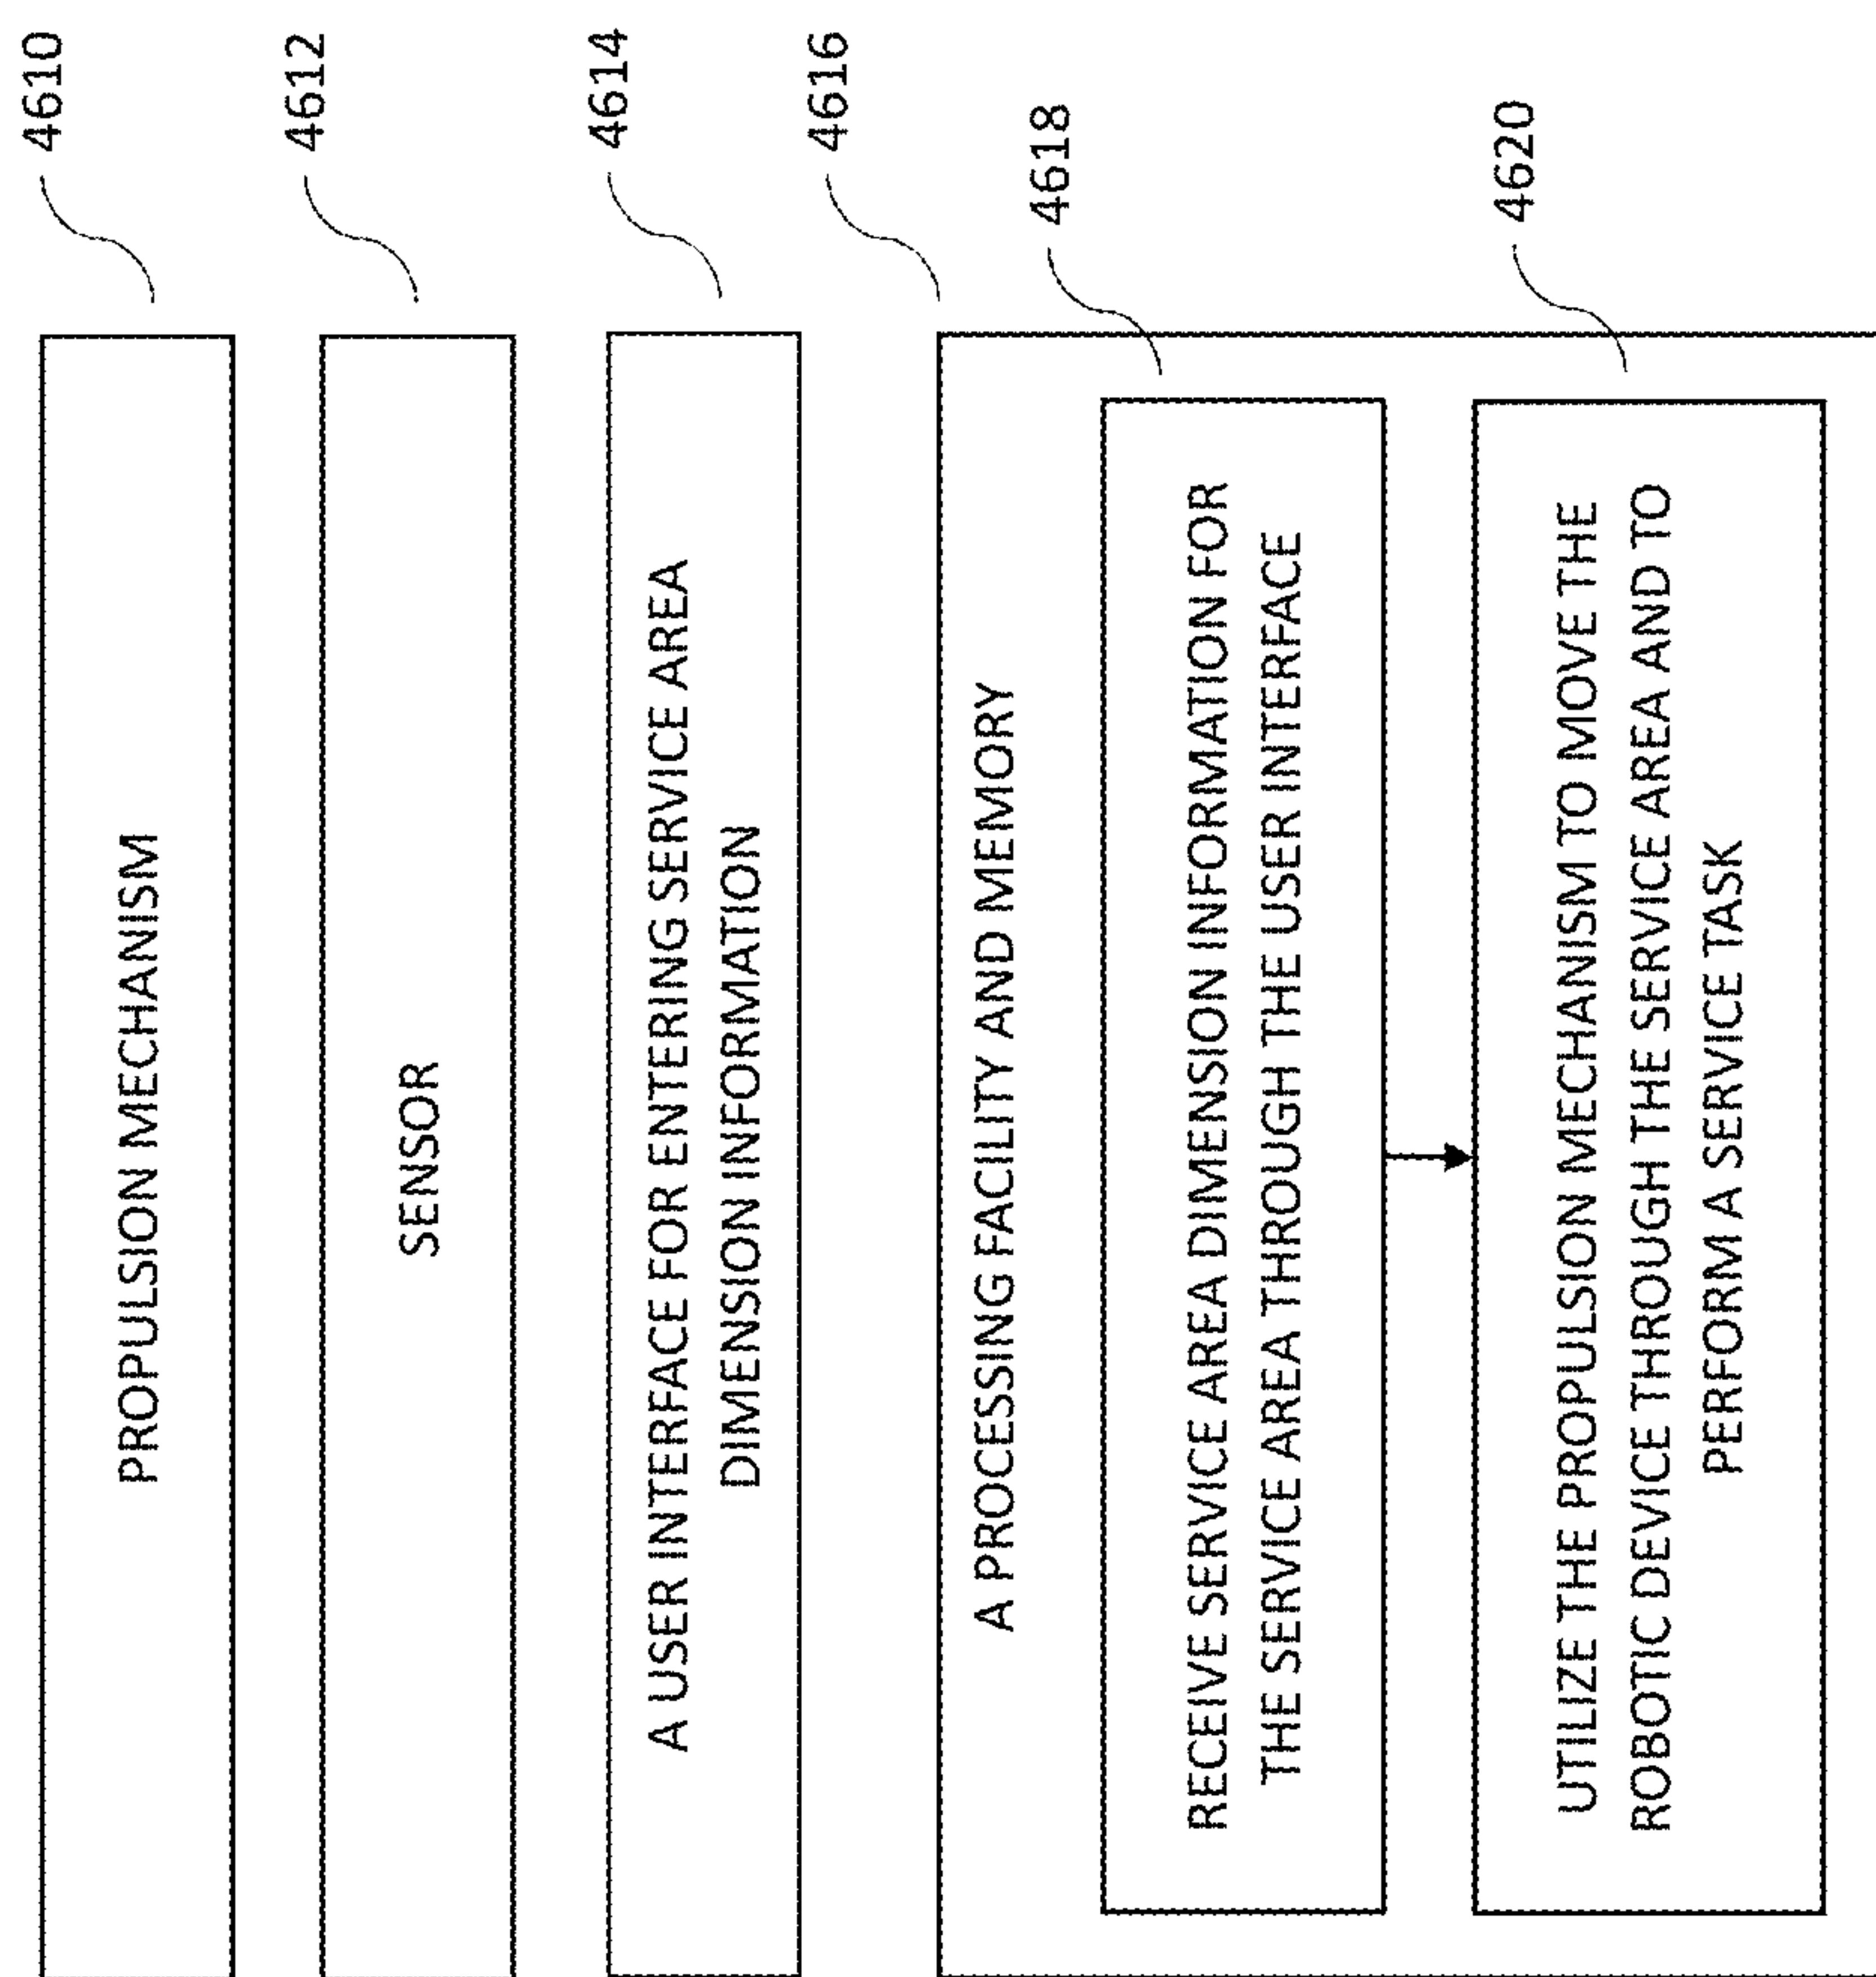 4610
PROPULSION MECHANISM
4612
SENSOR
4614
A USER INTERFACE FOR ENTERING SERVICE AREA
DIMENSION INFORMATION
4616
A PROCESSING FACILITY AND MEMORY
4618
RECEIVE SERVICE AREA DIMENSION INFORMATION FOR
THE SERVICE AREA THROUGH THE USER INTERFACE
4620
UTILIZE THE PROPULSION MECHANISM TO MOVE THE
ROBOTIC DEVICE THROUGH THE SERVICE AREA AND TO
PERFORM A SERVICE TASK